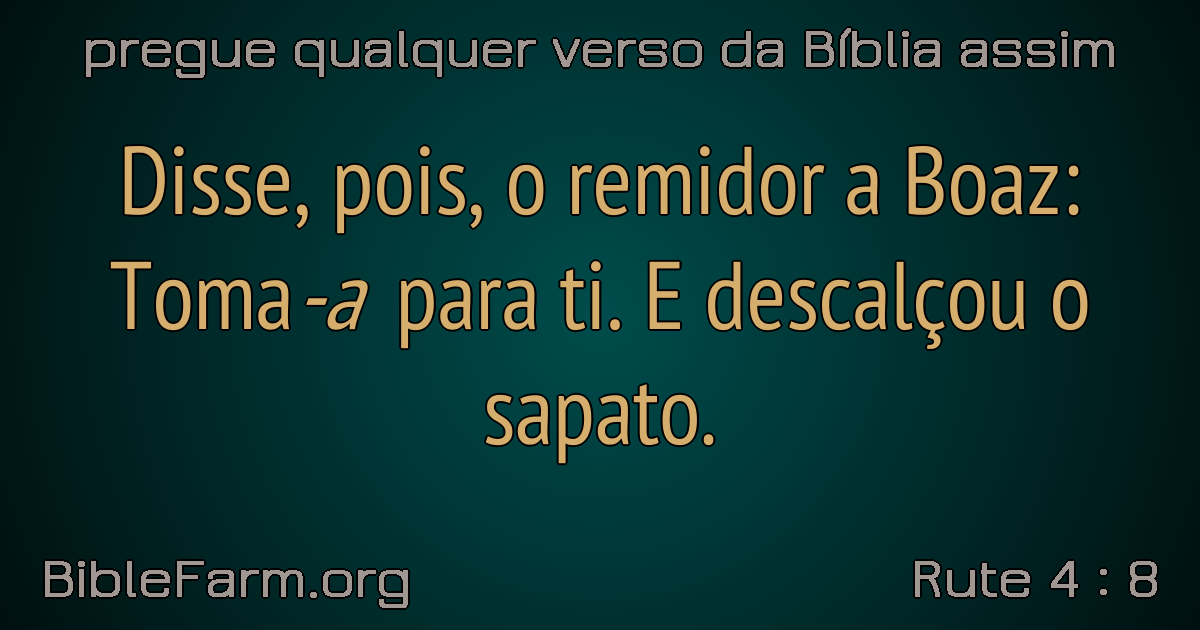 pregue qualquer verso da Bíblia assim
Disse, pois, o remidor a Boaz:
Toma-a para ti. E descalçou o
sapato.
BibleFarm.org
Rute 4 : 8